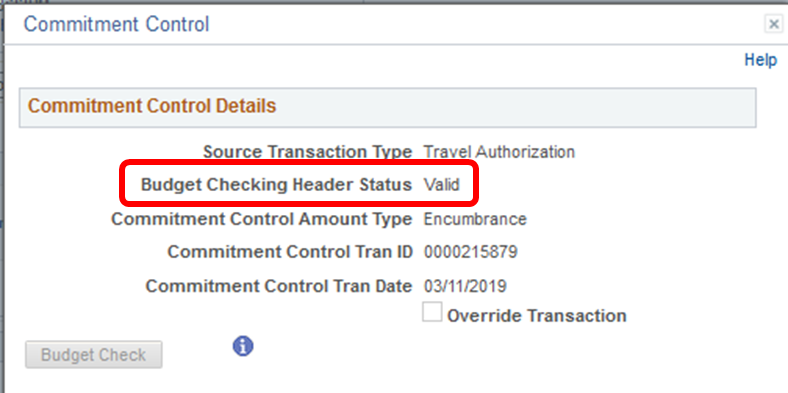 Commitment Control
Help
Commitment Control Details
Source Transaction Type Travel Authorization
Budget Checking Header Status Valid
Commitment Control Amount Type Encumbrance
Commitment Control Tran ID 0000215879
Commitment Control Tran Date 03/11/2019
Override Transaction
Budget Check